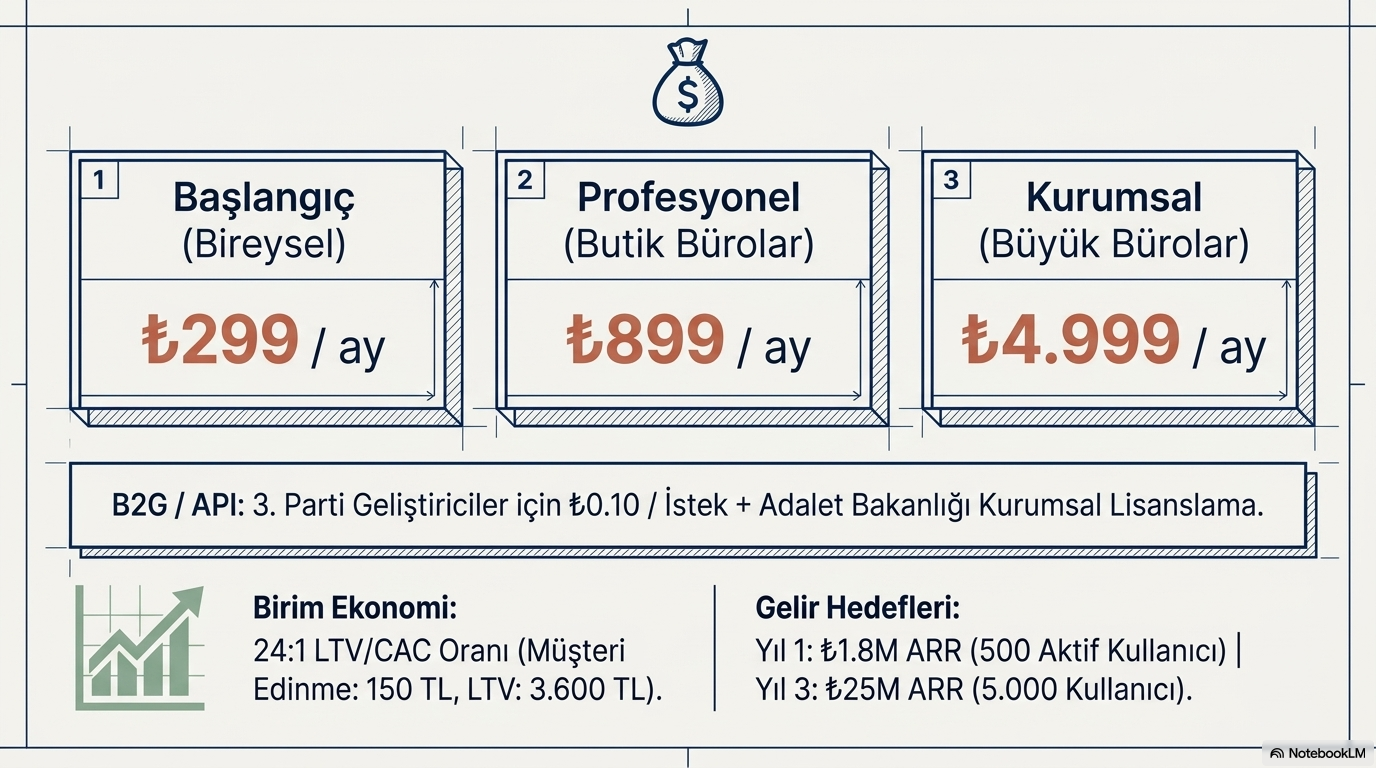 $
1
Başlangıç
(Bireysel)
₺299 / ay
2
Profesyonel
(Butik Bürolar)
₺899 / ay
3
Kurumsal
(Büyük Bürolar)
₺4.999 / ay
B2G / API: 3. Parti Geliştiriciler için ₺0.10 / İstek + Adalet Bakanlığı Kurumsal Lisanslama.
Birim Ekonomi:
24:1 LTV/CAC Oranı (Müşteri
Edinme: 150 TL, LTV: 3.600 TL).
Gelir Hedefleri:
Yıl 1: ₺1.8M ARR (500 Aktif Kullanıcı) |
Yıl 3: ₺25M ARR (5.000 Kullanıcı).
NotebookLM